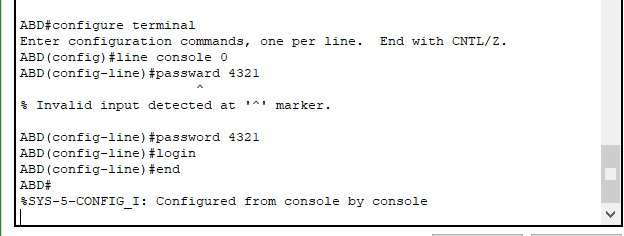 ABD#configure terminal
Enter configuration commands, one per line.  End with CNTL/Z.
ABD(config)#line console 0
ABD(config-line)#passward 4321
^
% Invalid input detected at '^' marker.
ABD(config-line)#password 4321
ABD(config-line)#login
ABD(config-line)#end
ABD#
%SYS-5-CONFIG_I: Configured from console by console